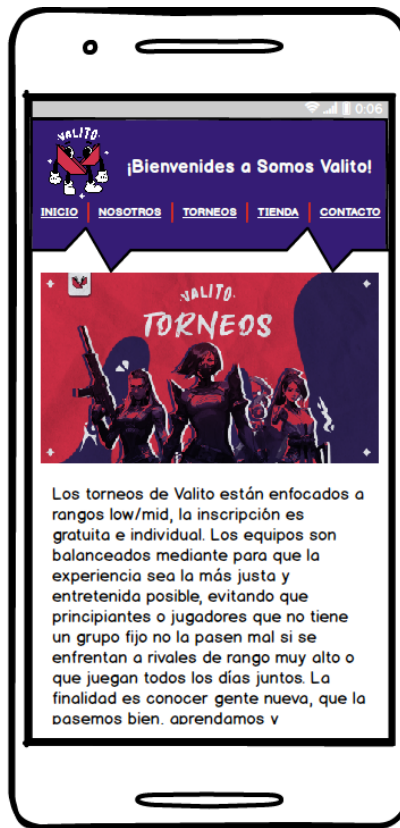 0:06
VALITO
¡Bienvenides a Somos Valito!
INICIO NOSOTROS TORNEOS TIENDA CONTACTO
VALITO
TORNEOS
Los torneos de Valito están enfocados a
rangos low/mid, la inscripción es
gratuita e individual. Los equipos son
balanceados mediante para que la
experiencia sea la más justa y
entretenida posible, evitando que
principiantes o jugadores que no tiene
un grupo fijo no la pasen mal si se
enfrentan a rivales de rango muy alto o
que juegan todos los días juntos. La
finalidad es conocer gente nueva, que la
pasemos bien, aprendamos y